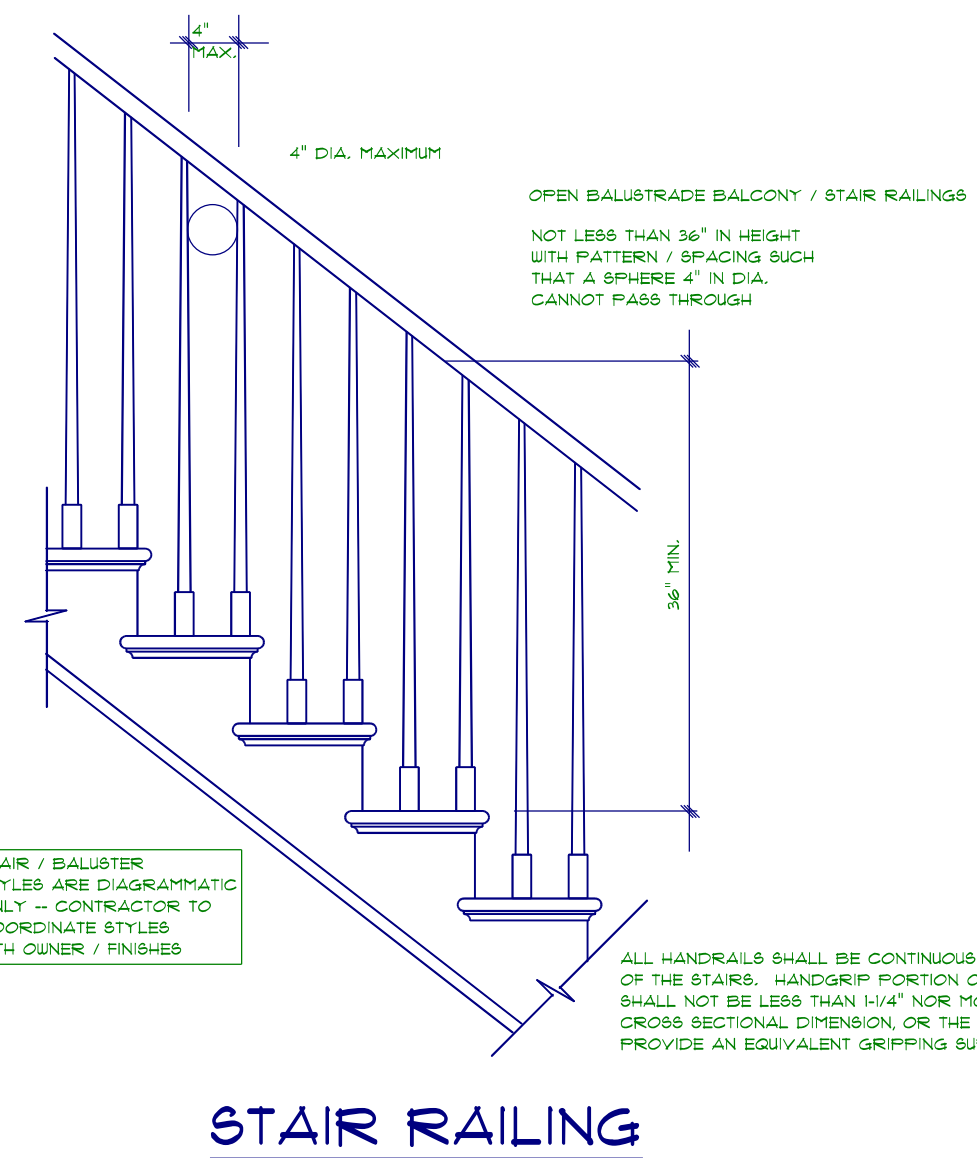 4"
MAX.
4" DIA. MAXIMUM
OPEN BALUSTRADE BALCONY / STAIR RAILINGS
NOT LESS THAN 36" IN HEIGHT
WITH PATTERN / SPACING SUCH
THAT A SPHERE 4" IN DIA.
CANNOT PASS THROUGH
36" MIN.
AIR / BALUSTER
YLES ARE DIAGRAMMATIC
NLY -- CONTRACTOR TO
OORDINATE STYLES
TH OWNER / FINISHES
ALL HANDRAILS SHALL BE CONTINUOUS
OF THE STAIRS. HANDGRIP PORTION O
SHALL NOT BE LESS THAN 1-1/4" NOR MO
CROSS SECTIONAL DIMENSION, OR THE
PROVIDE AN EQUIVALENT GRIPPING SU
STAIR RAILING